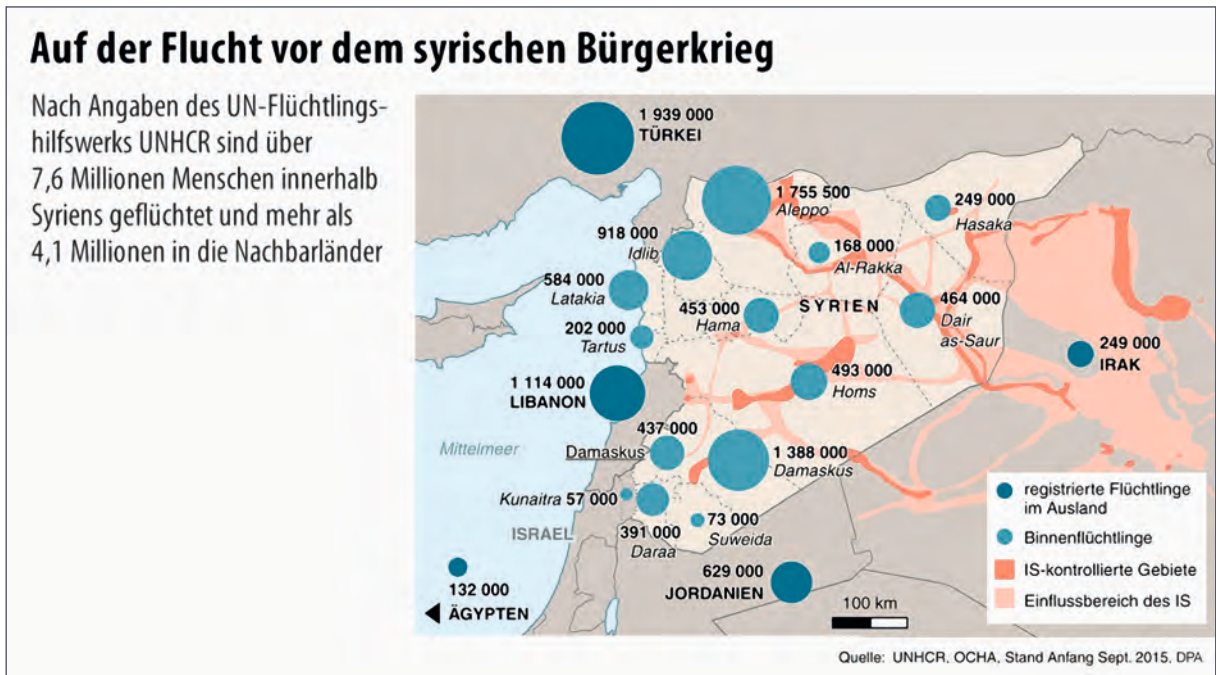 Auf der Flucht vor dem syrischen Bürgerkrieg
Nach Angaben des UN-Flüchtlings-
hilfswerks UNHCR sind über
7,6 Millionen Menschen innerhalb
Syriens geflüchtet und mehr als
4,1 Millionen in die Nachbarländer
1 939 000
TÜRKEI
1 755 500
Aleppo
249 000
Hasaka
918 000
Idlib
168 000
Al-Rakka
584 000
Latakia
453 000
Hama
SYRIEN
464 000
Dair
as-Saur
202 000
Tartus
249 000
IRAK
1 114 000
LIBANON
493 000
Homs
Mittelmeer
437 000
Damaskus
1 388 000
Damaskus
Kunaitra 57 000
ISRAEL
391 000
Daraa
73 000
Suweida
132 000
ÄGYPTEN
629 000
JORDANIEN
100 km
registrierte Flüchtlinge
im Ausland
Binnenflüchtlinge
IS-kontrollierte Gebiete
Einflussbereich des IS
Quelle: UNHCR, OCHA, Stand Anfang Sept. 2015, DPA